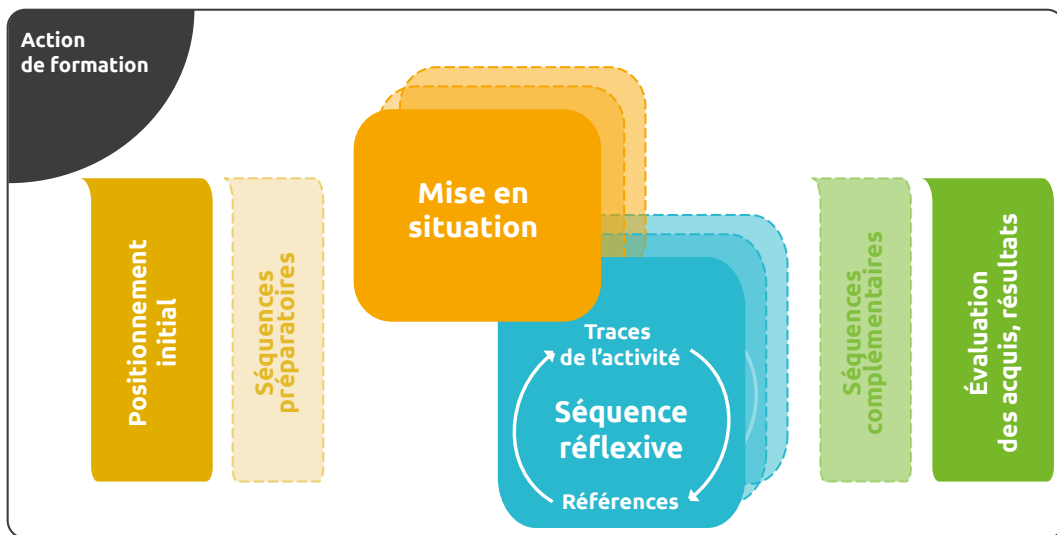 Action
de formation
Positionnement
initial
Séquences
préparatoires
Mise en
situation
Traces
de l’activité
Séquence
réflexive
Références
Séquences
complémentaires
Évaluation
des acquis, résultats